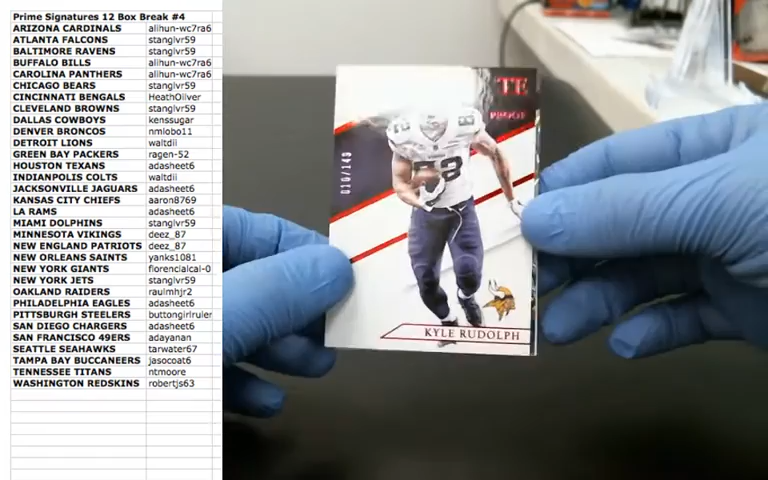 Prime Signatures 12 Box Break #4
ARIZONA CARDINALS alihun-wc7ra6
ATLANTA FALCONS stanglvr59
BALTIMORE RAVENS stanglvr59
BUFFALO BILLS alihun-wc7ra6
CAROLINA PANTHERS alihun-wc7ra6
CHICAGO BEARS stanglvr59
CINCINNATI BENGALS HeathOliver
CLEVELAND BROWNS stanglvr59
DALLAS COWBOYS kenssugar
DENVER BRONCOS nmlobo11
DETROIT LIONS waltdii
GREEN BAY PACKERS ragen-52
HOUSTON TEXANS adasheet6
INDIANPOLIS COLTS waltdii
JACKSONVILLE JAGUARS adasheet6
KANSAS CITY CHIEFS aaron8769
LA RAMS adasheet6
MIAMI DOLPHINS stanglvr59
MINNESOTA VIKINGS deez_87
NEW ENGLAND PATRIOTS deez_87
NEW ORLEANS SAINTS yanks1081
NEW YORK GIANTS florencialcal-0
NEW YORK JETS stanglvr59
OAKLAND RAIDERS raulmhjr2
PHILADELPHIA EAGLES adasheet6
PITTSBURGH STEELERS buttongirlruler
SAN DIEGO CHARGERS adasheet6
SAN FRANCISCO 49ERS adayanan
SEATTLE SEAHAWKS tarwater67
TAMPA BAY BUCCANEERS jasocoat6
TENNESSEE TITANS ntmoore
WASHINGTON REDSKINS robertjs63
TE
PROOF
82
82
010/149
KYLE RUDOLPH